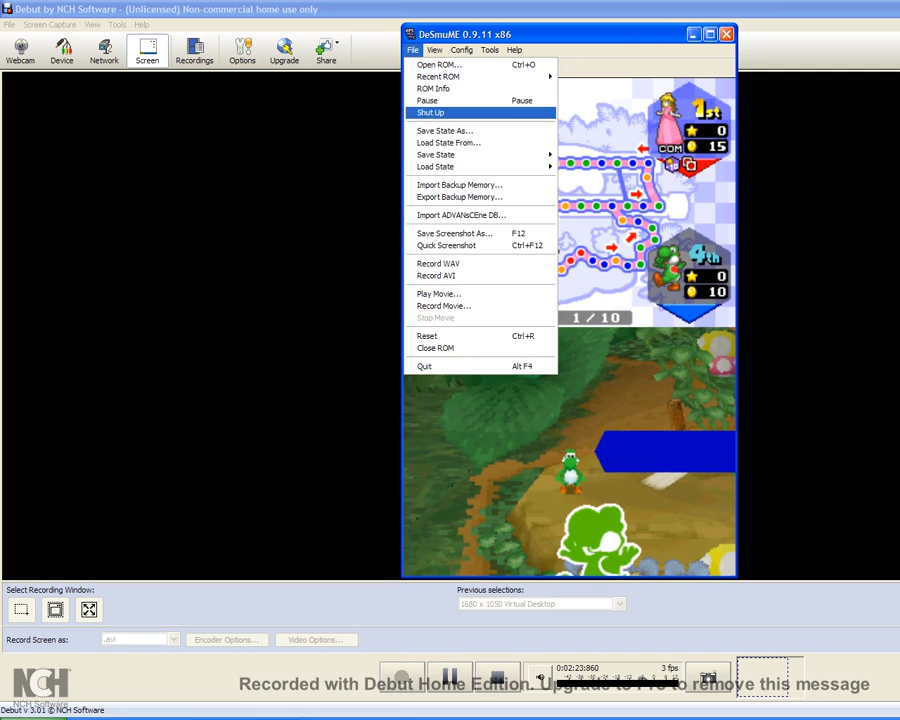 Debut by NCH Software - (Unlicensed) Non-commercial home use only
File Screen Capture View Tools Help
Webcam Device Network Screen Recordings Options Upgrade Share
DeSmuME 0.9.11 x86
File View Config Tools Help
Open ROM... Ctrl+O
Recent ROM
ROM Info
Pause Pause
Shut Up
Save State As...
Load State From...
Save State
Load State
Import Backup Memory...
Export Backup Memory...
Import ADVANsCEne DB...
Save Screenshot As... F12
Quick Screenshot Ctrl+F12
Record WAV
Record AVI
Play Movie...
Record Movie...
Stop Movie
Reset Ctrl+R
Close ROM
Quit Alt F4
1st
0
COM 15
4th
0
10
1/10
Select Recording Window:
Previous selections:
1680 x 1050 Virtual Desktop
Record Screen as: .avi Encoder Options... Video Options...
0:02:23:860 3 fps
NCH
NCH Software
Recorded with Debut Home Edition. Upgrade to Pro to remove this message
Debut v 3.01 © NCH Software